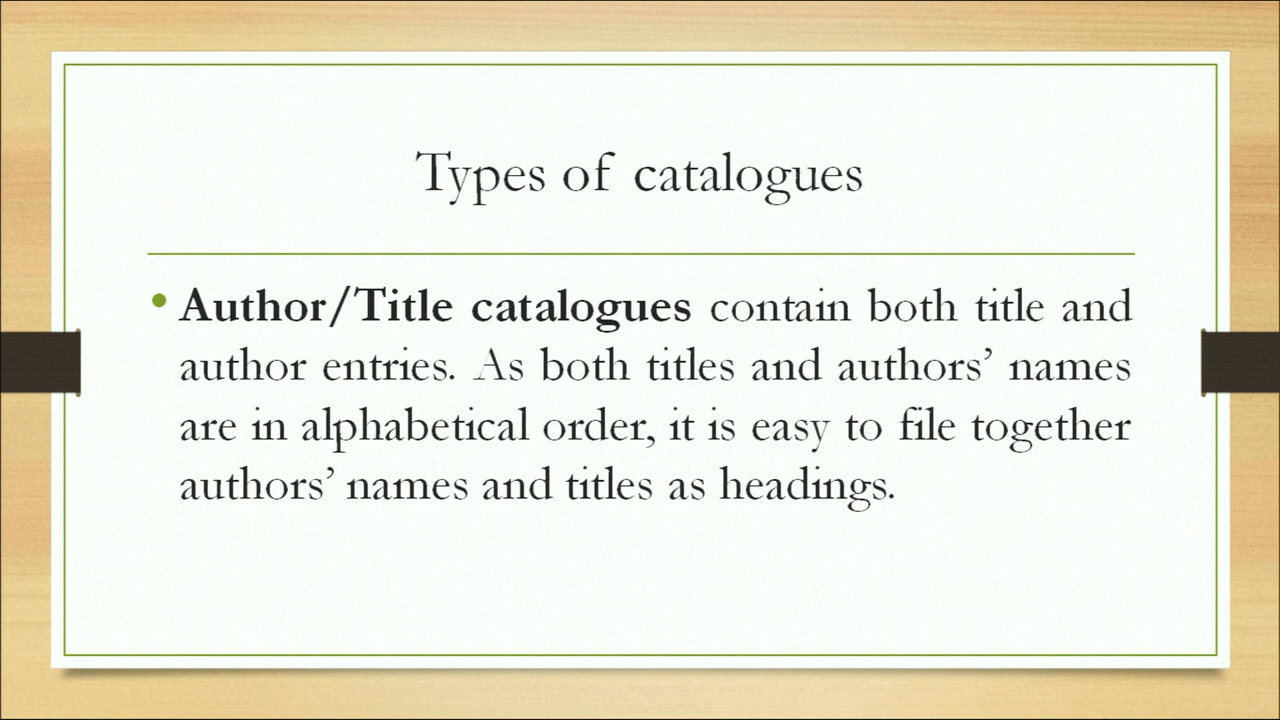 Types of catalogues
• Author/Title catalogues contain both title and
author entries. As both titles and authors’ names
are in alphabetical order, it is easy to file together
authors’ names and titles as headings.